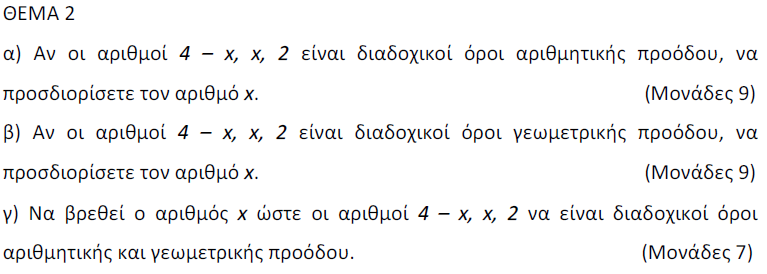 ΘΕΜΑ 2
α) Αν οι αριθμοί 4 – x, x, 2 είναι διαδοχικοί όροι αριθμητικής προόδου, να
προσδιορίσετε τον αριθμό x. (Μονάδες 9)
β) Αν οι αριθμοί 4 – x, x, 2 είναι διαδοχικοί όροι γεωμετρικής προόδου, να
προσδιορίσετε τον αριθμό x. (Μονάδες 9)
γ) Να βρεθεί ο αριθμός x ώστε οι αριθμοί 4 – x, x, 2 να είναι διαδοχικοί όροι
αριθμητικής και γεωμετρικής προόδου. (Μονάδες 7)